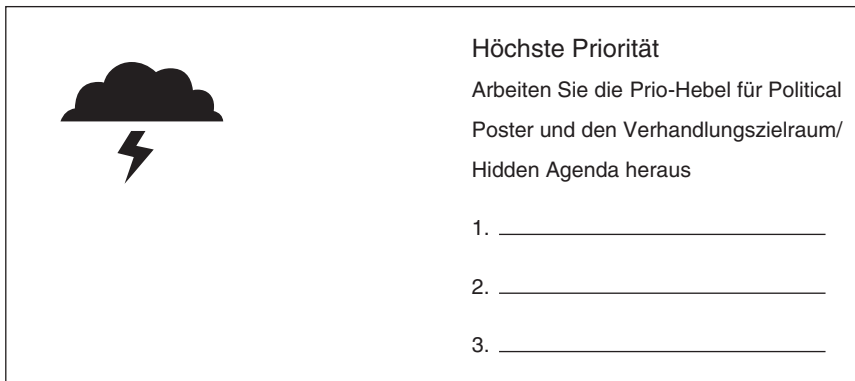 Höchste Priorität
Arbeiten Sie die Prio-Hebel für Political
Poster und den Verhandlungszielraum/
Hidden Agenda heraus
1.
2.
3.